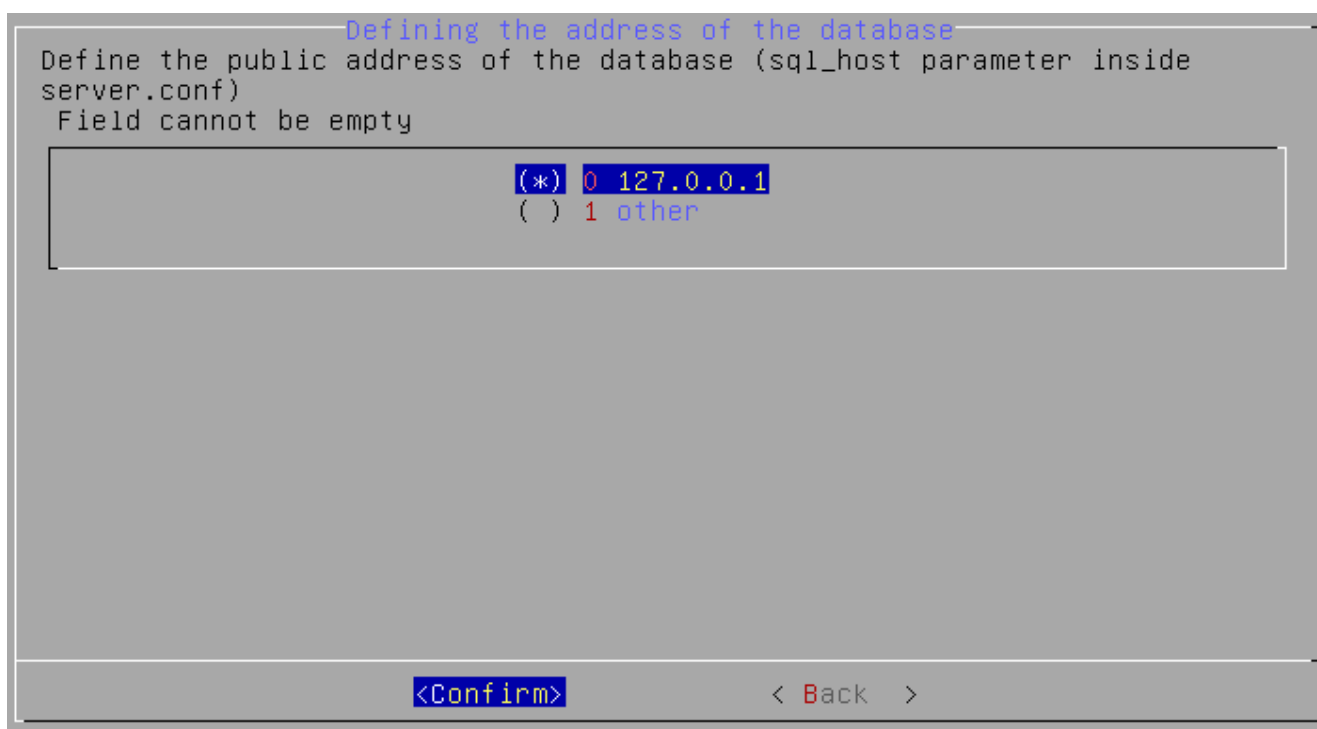 Defining the address of the database
Define the public address of the database (sql_host parameter inside
server.conf)
Field cannot be empty
(*) 0 127.0.0.1
( ) 1 other
<Confirm> < Back >